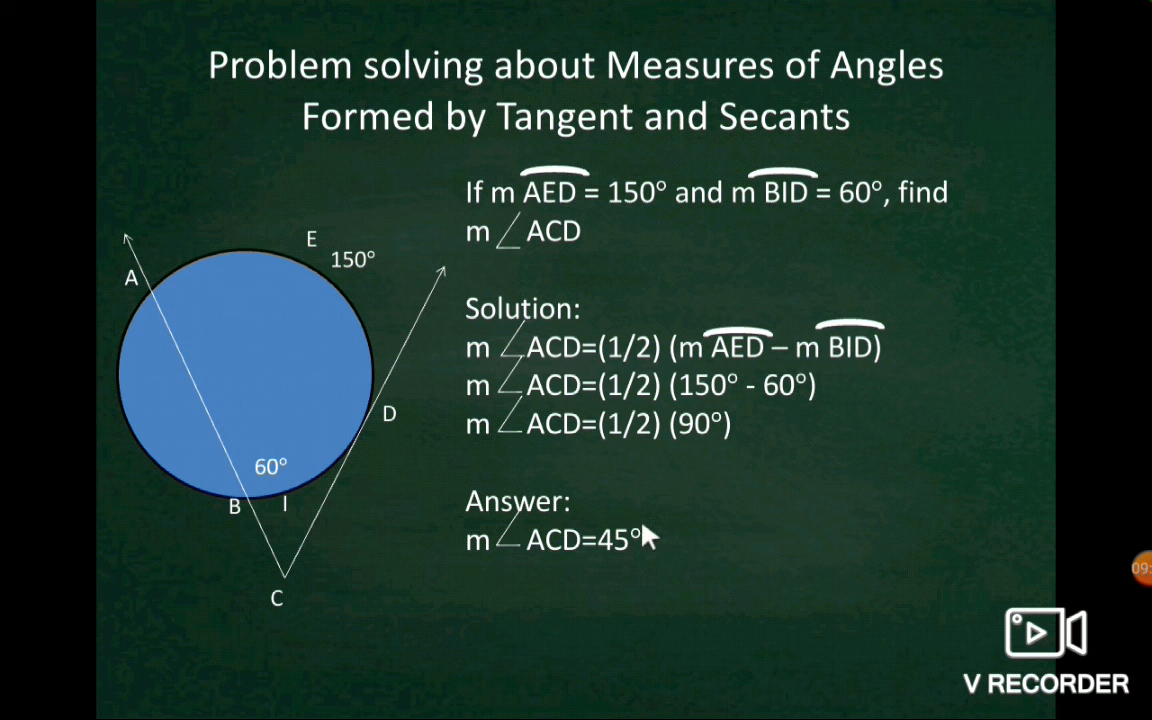 Problem solving about Measures of Angles
Formed by Tangent and Secants
If m AED = 150° and m BID = 60°, find
m∠ACD
Solution:
m∠ACD=(1/2) (m AED – m BID)
m∠ACD=(1/2) (150° - 60°)
m∠ACD=(1/2) (90°)
Answer:
m∠ACD=45°
E
150°
A
D
60°
B
I
C
09:
V RECORDER